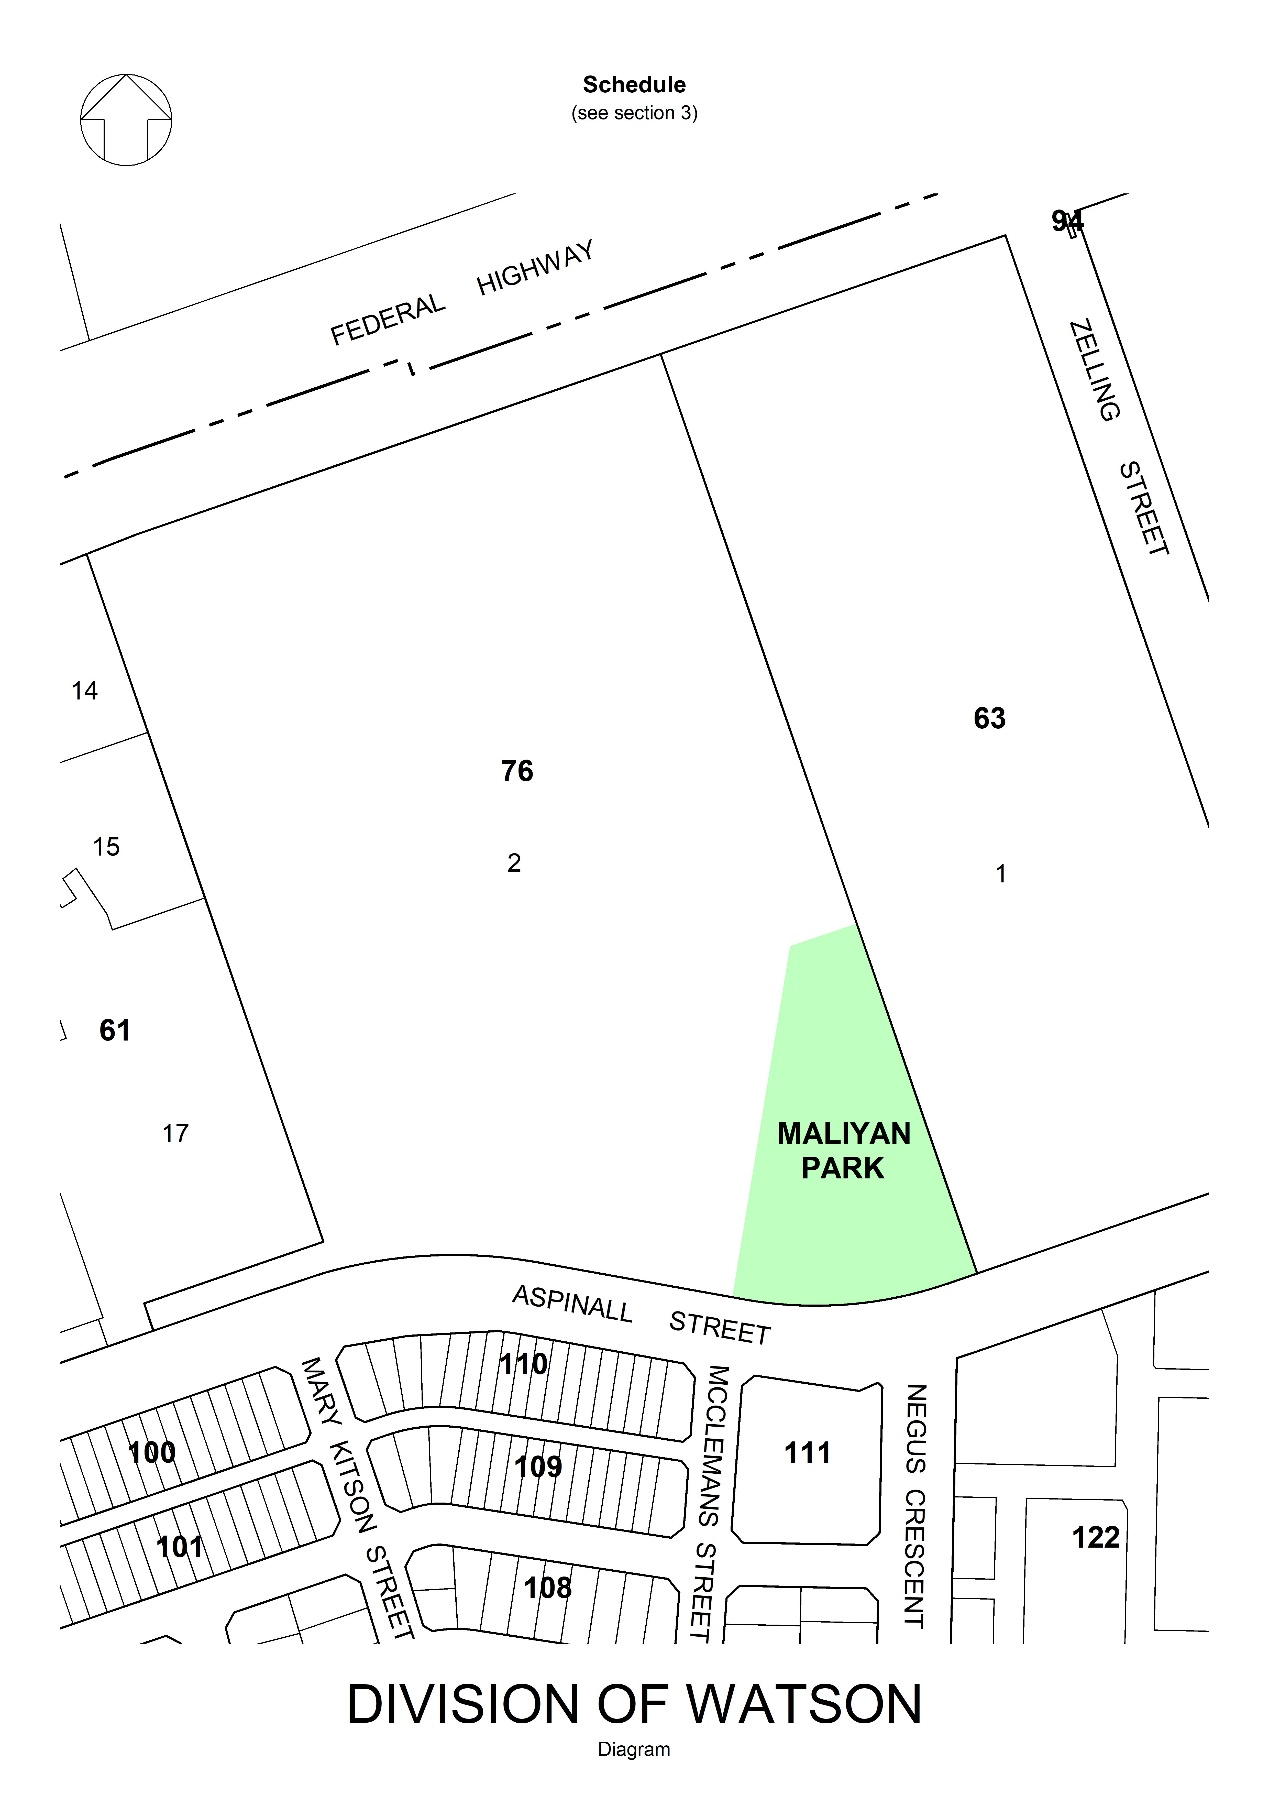 Schedule
(see section 3)
94
FEDERAL HIGHWAY
ZELLING STREET
14
63
76
15
2
1
61
17
MALIYAN
PARK
ASPINALL STREET
110
MARY KITSON STREET
MCCLEMANS STREET
NEGUS CRESCENT
100
109
111
101
122
108
DIVISION OF WATSON
Diagram